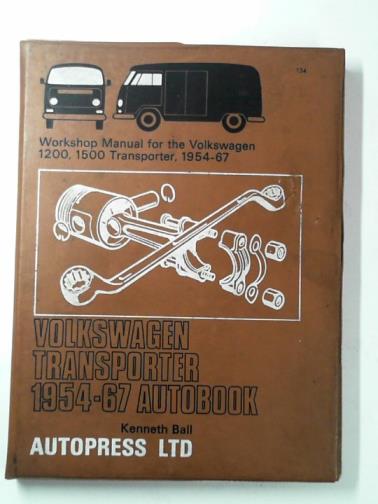 134
Workshop Manual for the Volkswagen
1200, 1500 Transporter, 1954-67
VOLKSWAGEN
TRANSPORTER
1954-67 AUTOBOOK
Kenneth Ball
AUTOPRESS LTD